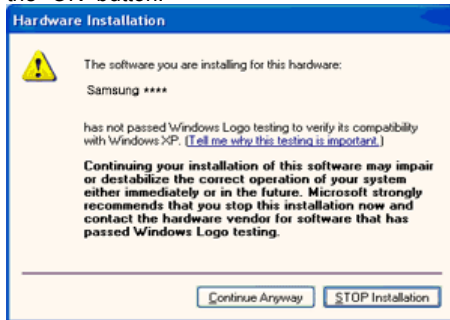 the "OK" button.
Hardware Installation
The software you are installing for this hardware:
Samsung ****
has not passed Windows Logo testing to verify its compatibility
with Windows XP. (Tell me why this testing is important.)
Continuing your installation of this software may impair
or destabilize the correct operation of your system
either immediately or in the future. Microsoft strongly
recommends that you stop this installation now and
contact the hardware vendor for software that has
passed Windows Logo testing.
Continue Anyway STOP Installation